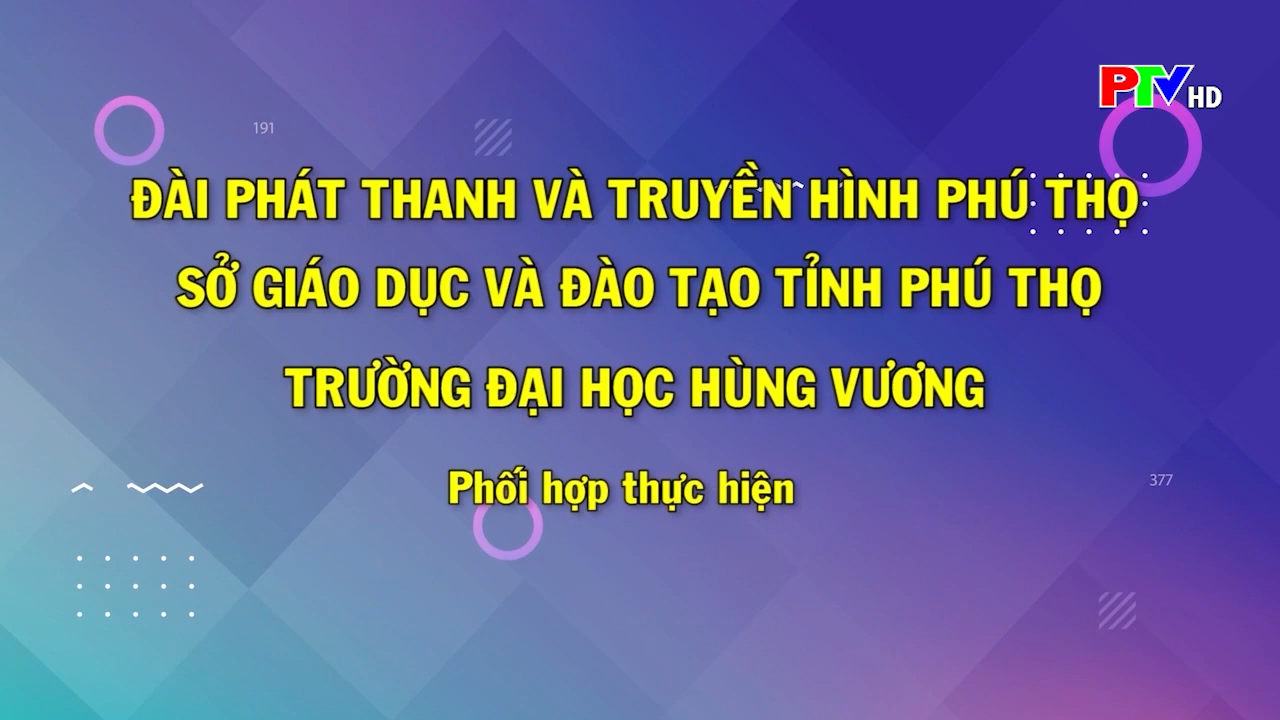 PTV HD
191
ĐÀI PHÁT THANH VÀ TRUYỀN HÌNH PHÚ THỌ
SỞ GIÁO DỤC VÀ ĐÀO TẠO TỈNH PHÚ THỌ
TRƯỜNG ĐẠI HỌC HÙNG VƯƠNG
377
Phối hợp thực hiện